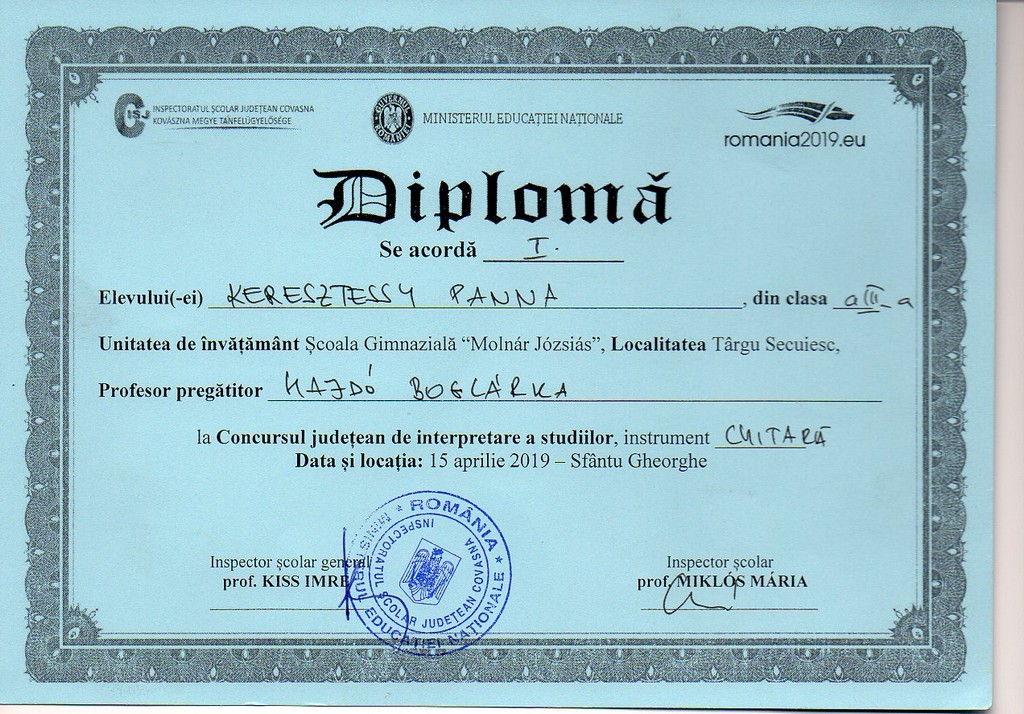 CISJ INSPECTORATUL ȘCOLAR JUDEȚEAN COVASNA
KOVÁSZNA MEGYE TANFELÜGYELŐSÉGE
GUVERNUL ROMÂNIEI
MINISTERUL EDUCAȚIEI NAȚIONALE
romania2019.eu
Diplomă
Se acordă I.
Elevului(-ei) KERESZTESSY PANNA, din clasa a III-a
Unitatea de învățământ Școala Gimnazială “Molnár Józsiás”, Localitatea Târgu Secuiesc,
Profesor pregătitor HAJDÓ BOGLÁRKA
la Concursul județean de interpretare a studiilor, instrument CHITARĂ
Data și locația: 15 aprilie 2019 – Sfântu Gheorghe
Inspector școlar general
prof. KISS IMRE
Inspector școlar
prof. MIKLÓS MÁRIA
* ROMÂNIA * MINISTERUL EDUCAȚIEI NAȚIONALE
INSPECTORATUL ȘCOLAR JUDEȚEAN COVASNA